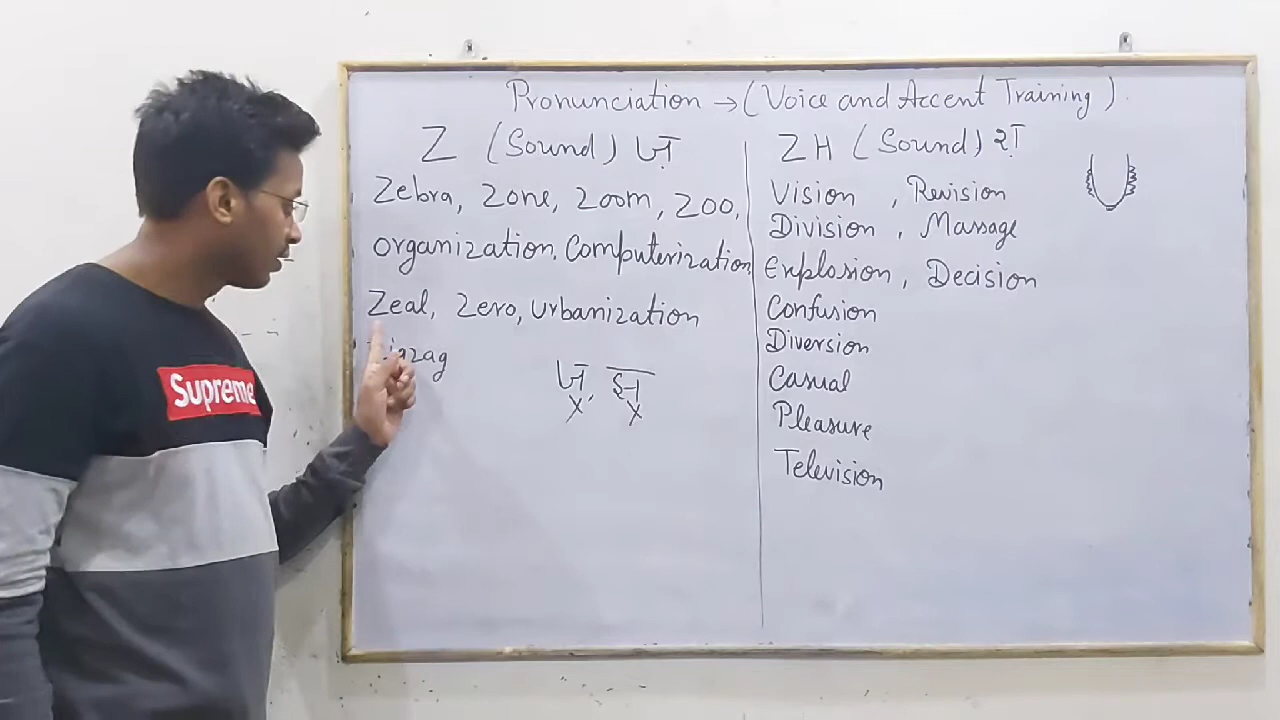 Pronunciation → (Voice and Accent Training)
Z (Sound) ज़
Zebra, Zone, Zoom, Zoo,
Organization, Computerization
Zeal, Zero, Urbanization
Zigzag
ज, झ
x x
ZH (Sound)
Vision, Revision
Division, Massage
Explosion, Decision
Confusion
Diversion
Casual
Pleasure
Television
Supreme